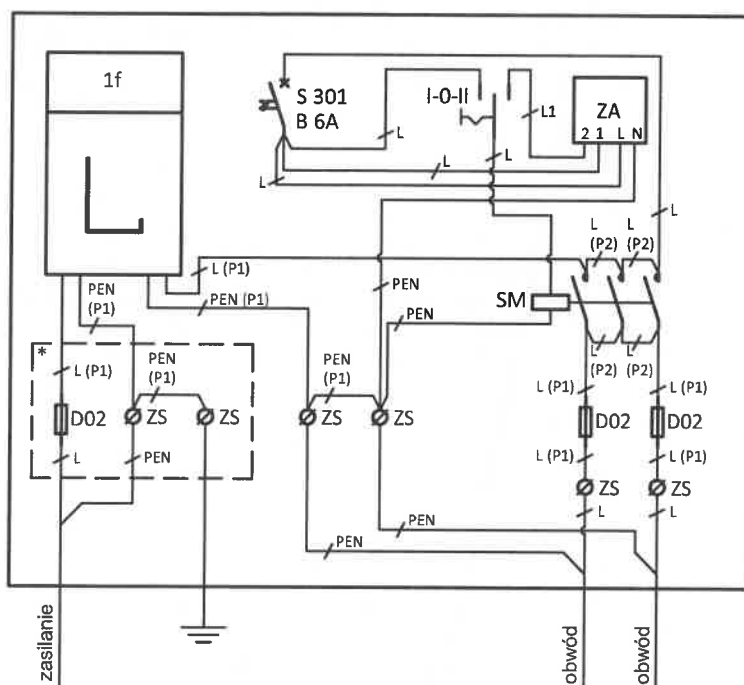 1f
S 301
B 6A
I-0-II
ZA
2 1 L N
L
L1
L
L
L
L
L
(P2)
L
(P2)
L (P1)
PEN
(P1)
PEN (P1)
PEN
SM
PEN
*
L (P1)
PEN
(P1)
PEN
(P1)
L
(P2)
L
(P2)
L (P1)
L (P1)
D02
ZS
ZS
ZS
ZS
D02
D02
L
PEN
L (P1)
L (P1)
ZS
ZS
L
L
PEN
PEN
zasilanie
obwód
obwód